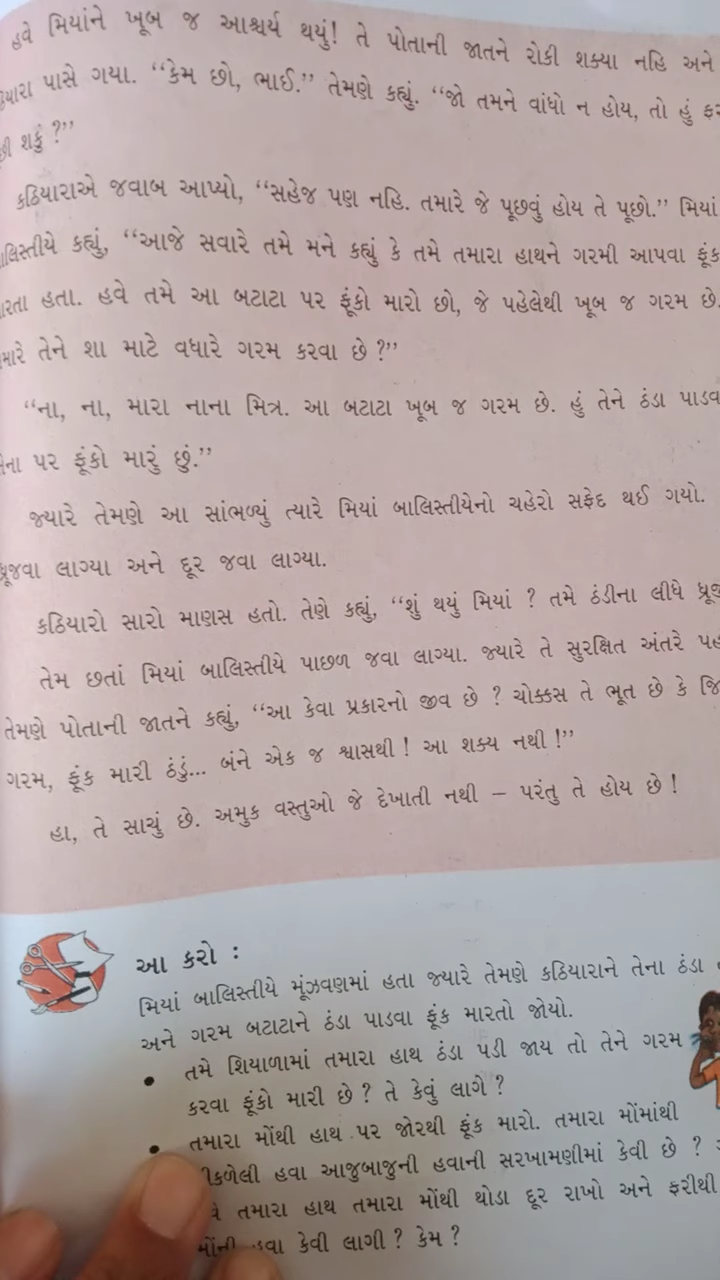 હવે મિયાંને ખૂબ જ આશ્ચર્ય થયું! તે પોતાની જાતને રોકી શક્યા નહિ અને
પાસે ગયા. “કેમ છો, ભાઈ.” તેમણે કહ્યું. “જો તમને વાંધો ન હોય, તો હું
શકું ?”
કઠિયારાએ જવાબ આપ્યો, “સહેજ પણ નહિ. તમારે જે પૂછવું હોય તે પૂછો.” મિયાં
કહ્યું, “આજે સવારે તમે મને કહ્યું કે તમે તમારા હાથને ગરમી આપવા ફૂંક
હતા. હવે તમે આ બટાટા પર ફૂંકો મારો છો, જે પહેલેથી ખૂબ જ ગરમ છે.
તેને શા માટે વધારે ગરમ કરવા છે ?”
“ના, ના, મારા નાના મિત્ર. આ બટાટા ખૂબ જ ગરમ છે. હું તેને ઠંડા
પર ફૂંકો મારું છું.”
જ્યારે તેમણે આ સાંભળ્યું ત્યારે મિયાં બાલિસ્તીયેનો ચહેરો સફેદ થઈ ગયો.
ધ્રૂજવા લાગ્યા અને દૂર જવા લાગ્યા.
કઠિયારો સારો માણસ હતો. તેણે કહ્યું, “શું થયું મિયાં ? તમે ઠંડીના લીધે
તેમ છતાં મિયાં બાલિસ્તીયે પાછળ જવા લાગ્યા. જ્યારે તે સુરક્ષિત અંતરે
તેમણે પોતાની જાતને કહ્યું, “આ કેવા પ્રકારનો જીવ છે ? ચોક્કસ તે ભૂત છે કે
ગરમ, ફૂંક મારી ઠંડું... બંને એક જ શ્વાસથી ! આ શક્ય નથી !”
હા, તે સાચું છે. અમુક વસ્તુઓ જે દેખાતી નથી – પરંતુ તે હોય છે !
આ કરો :
મિયાં બાલિસ્તીયે મૂંઝવણમાં હતા જ્યારે તેમણે કઠિયારાને તેના ઠંડા
અને ગરમ બટાટાને ઠંડા પાડવા ફૂંક મારતો જોયો.
• તમે શિયાળામાં તમારા હાથ ઠંડા પડી જાય તો તેને ગરમ
કરવા ફૂંકો મારી છે ? તે કેવું લાગે ?
• તમારા મોંથી હાથ પર જોરથી ફૂંક મારો. તમારા મોંમાંથી
હવા આજુબાજુની હવાની સરખામણીમાં કેવી છે ?
તમારા હાથ તમારા મોંથી થોડા દૂર રાખો અને ફરીથી
હવા કેવી લાગી ? કેમ ?